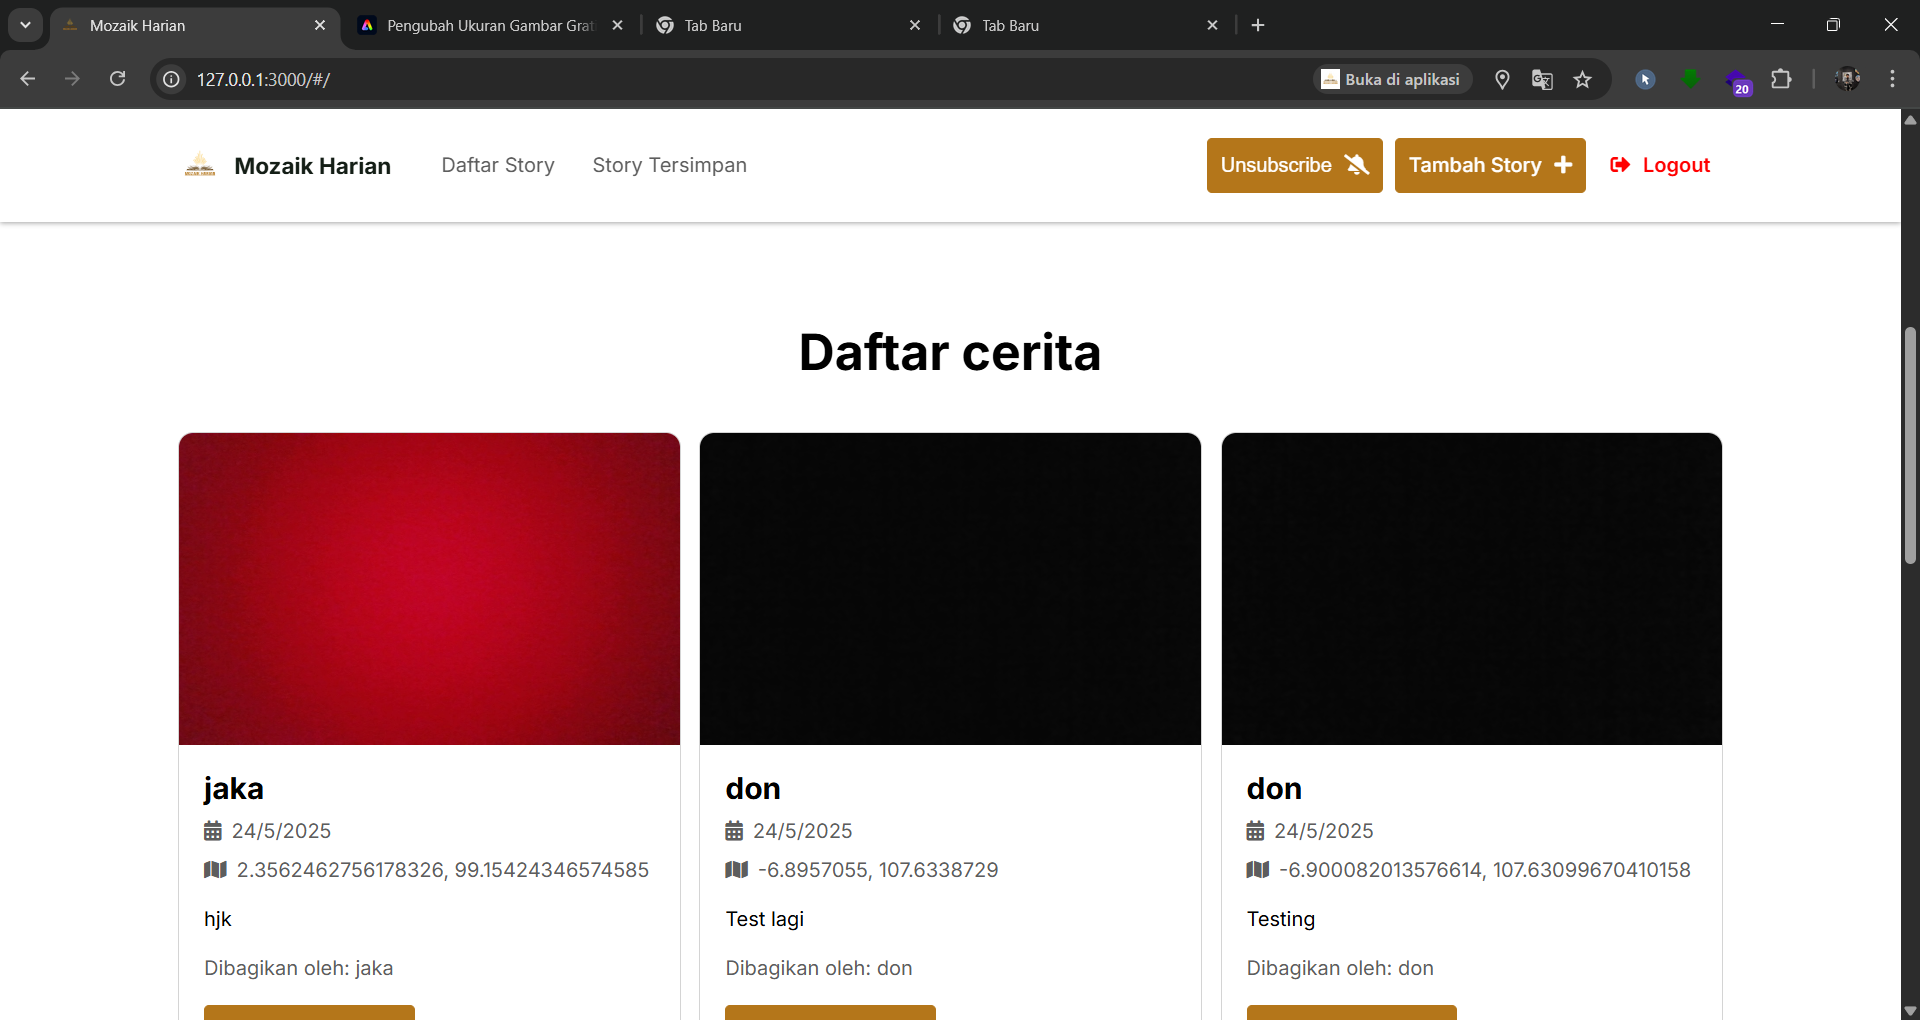 Mozaik Harian
Pengubah Ukuran Gambar Grat
Tab Baru
Tab Baru
127.0.0.1:3000/#/
Buka di aplikasi
20
Mozaik Harian
Daftar Story
Story Tersimpan
Unsubscribe
Tambah Story
Logout
Daftar cerita
jaka
24/5/2025
2.3562462756178326, 99.15424346574585
hjk
Dibagikan oleh: jaka
don
24/5/2025
-6.8957055, 107.6338729
Test lagi
Dibagikan oleh: don
don
24/5/2025
-6.900082013576614, 107.63099670410158
Testing
Dibagikan oleh: don